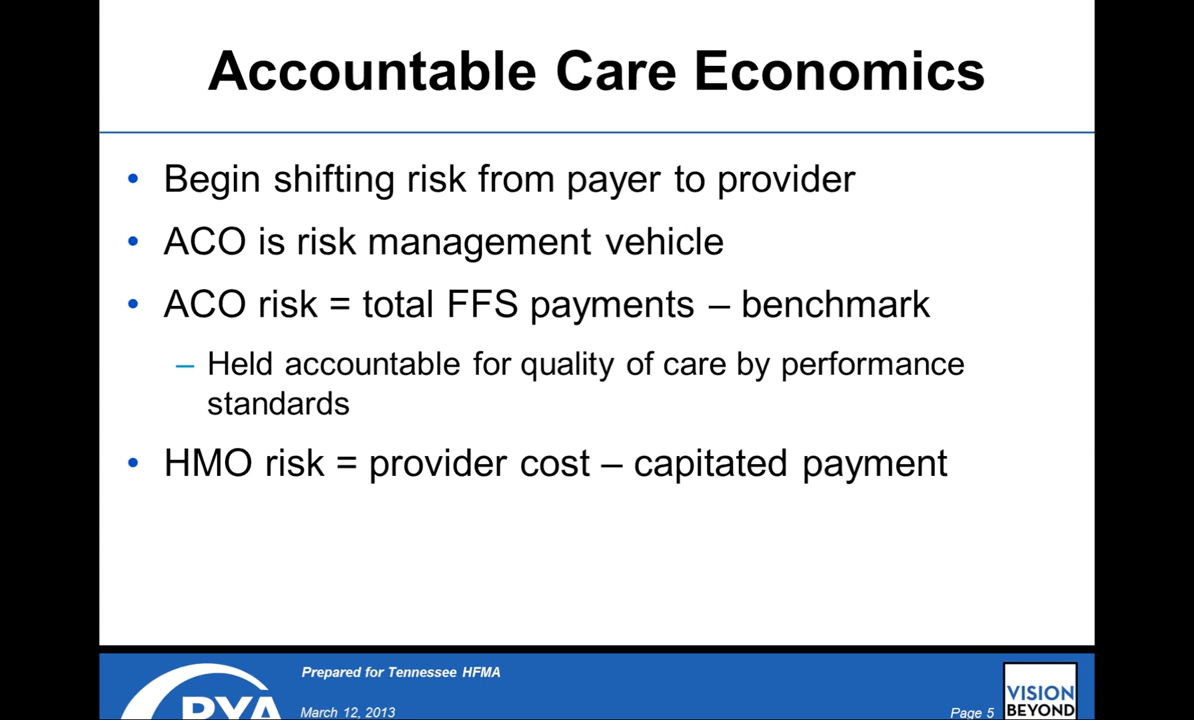 Accountable Care Economics
• Begin shifting risk from payer to provider
• ACO is risk management vehicle
• ACO risk = total FFS payments – benchmark
– Held accountable for quality of care by performance
standards
• HMO risk = provider cost – capitated payment
Prepared for Tennessee HFMA
PYA
March 12, 2013
Page 5
VISION
BEYOND